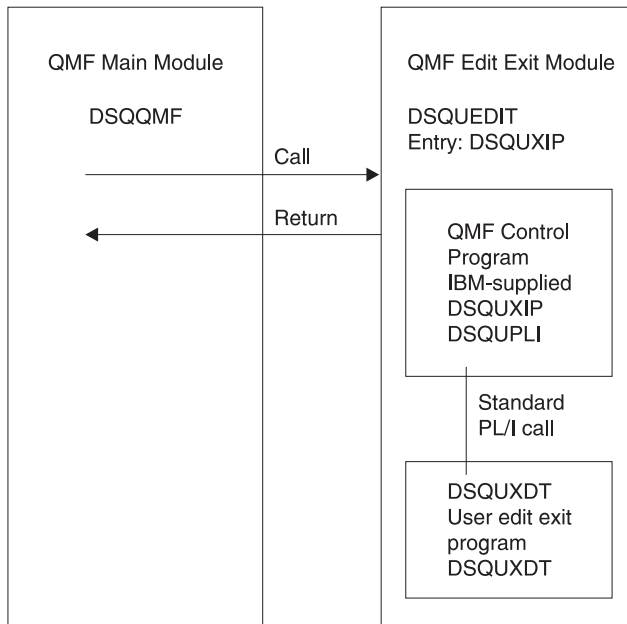 QMF Main Module
DSQQMF
Call
Return
QMF Edit Exit Module
DSQUEDIT
Entry: DSQUXIP
QMF Control
Program
IBM-supplied
DSQUXIP
DSQUPLI
Standard
PL/I call
DSQUXDT
User edit exit
program
DSQUXDT